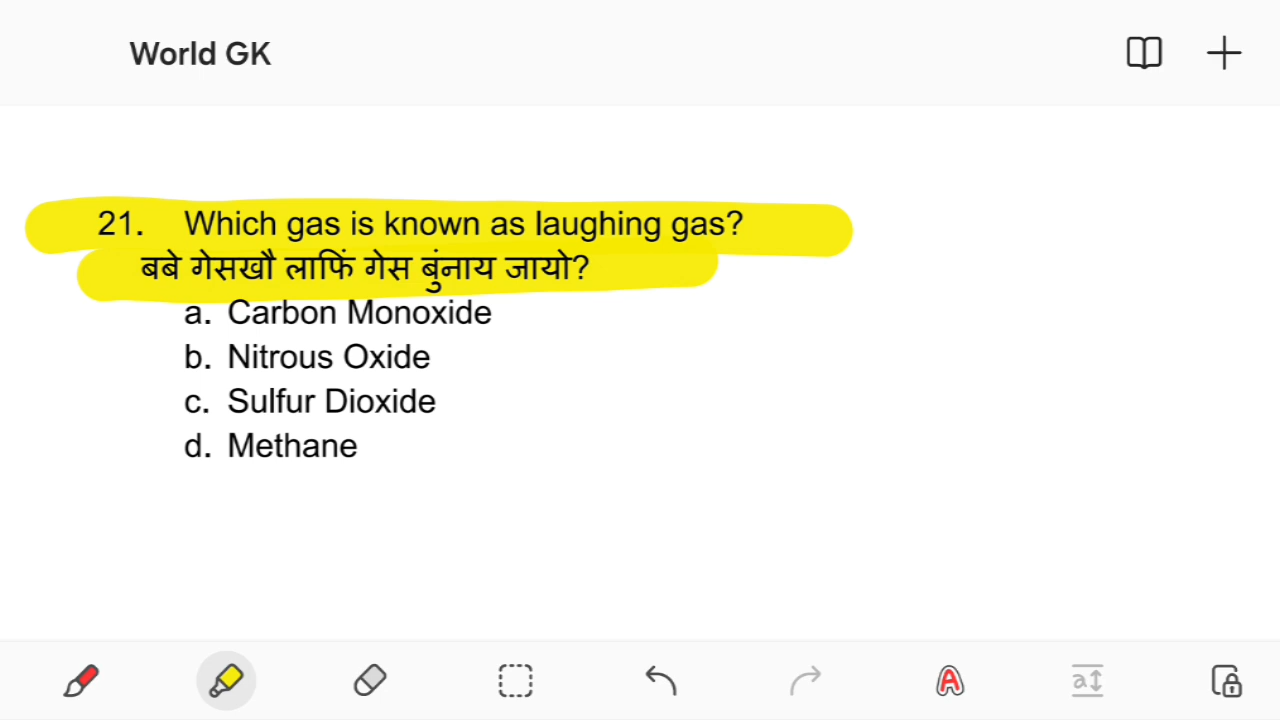 World GK
21. Which gas is known as laughing gas?
बबे गेसखौ लाफिं गेस बुंनाय जायो?
a. Carbon Monoxide
b. Nitrous Oxide
c. Sulfur Dioxide
d. Methane